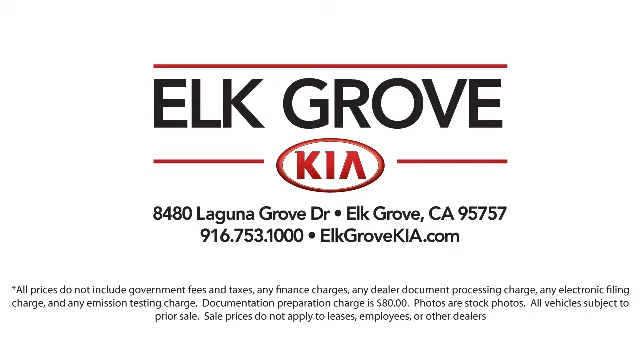 ELK GROVE
KIA
8480 Laguna Grove Dr • Elk Grove, CA 95757
916.753.1000 • ElkGroveKIA.com
*All prices do not include government fees and taxes, any finance charges, any dealer document processing charge, any electronic filing
charge, and any emission testing charge. Documentation preparation charge is $80.00. Photos are stock photos. All vehicles subject to
prior sale. Sale prices do not apply to leases, employees, or other dealers